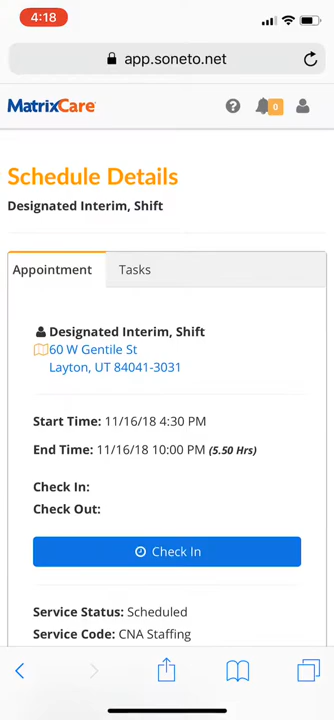 4:18
app.soneto.net
MatrixCare
0
Schedule Details
Designated Interim, Shift
Appointment Tasks
Designated Interim, Shift
60 W Gentile St
Layton, UT 84041-3031
Start Time: 11/16/18 4:30 PM
End Time: 11/16/18 10:00 PM (5.50 Hrs)
Check In:
Check Out:
Check In
Service Status: Scheduled
Service Code: CNA Staffing